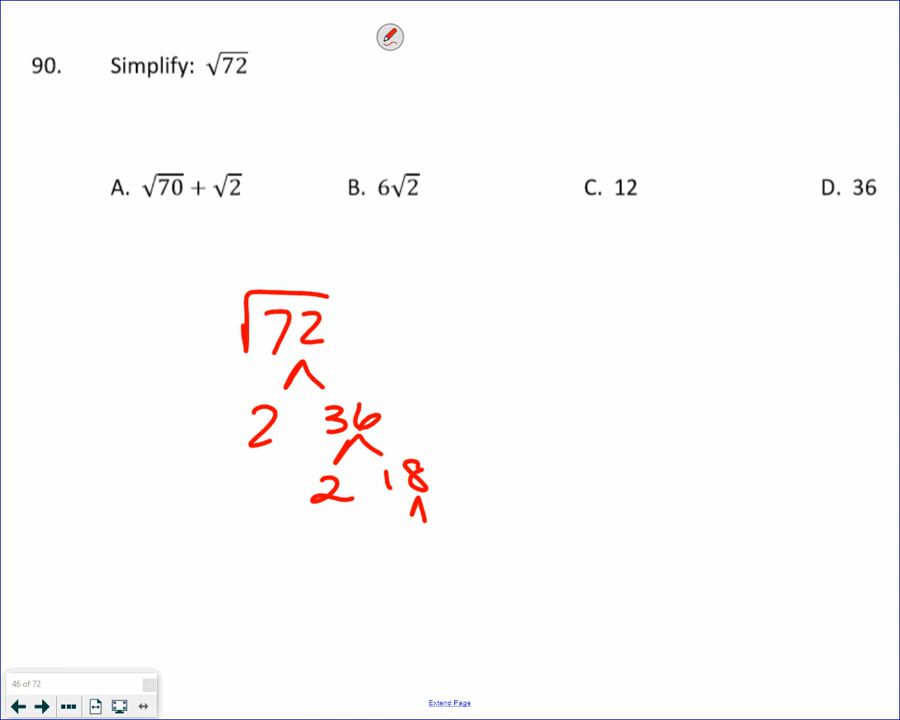 90. Simplify: √72
A. √70 + √2 B. 6√2 C. 12 D. 36
√72
2 36
2 18
46 of 72
Extend Page